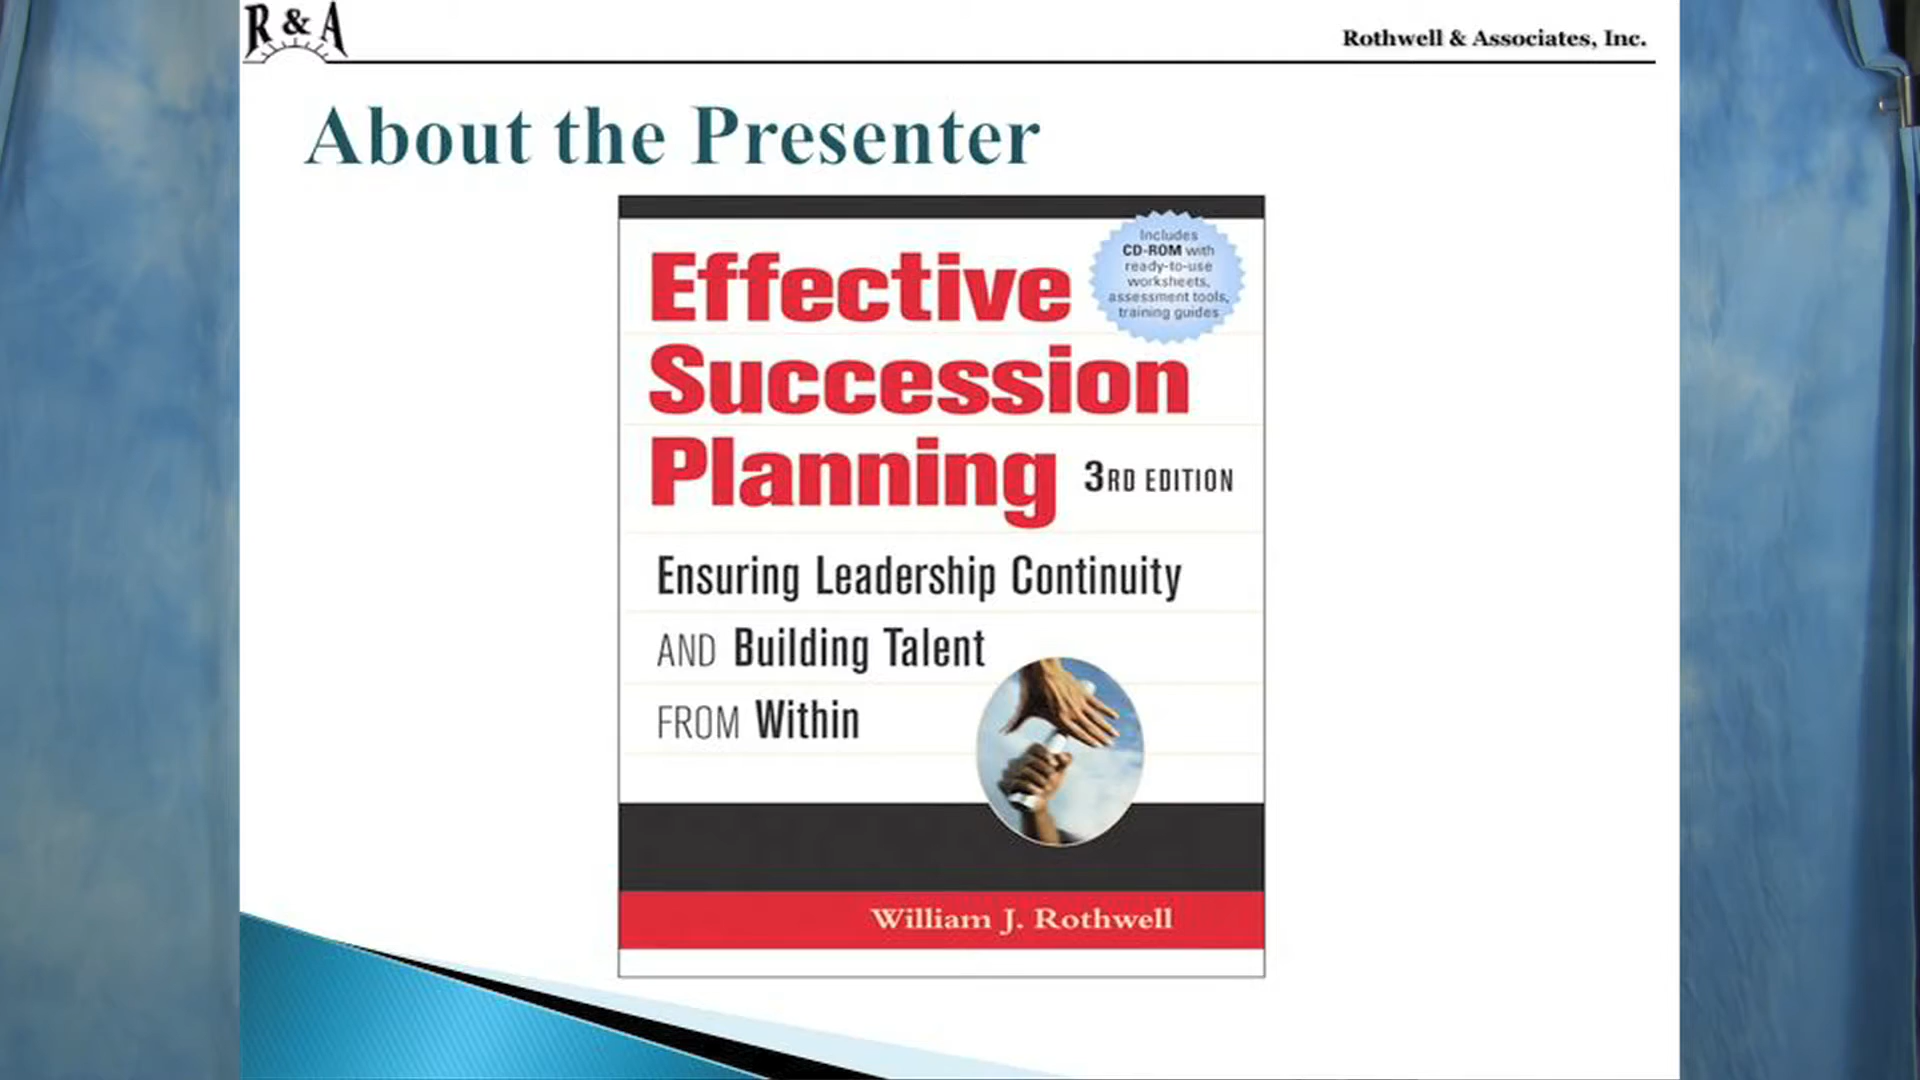 R & A
Rothwell & Associates, Inc.
About the Presenter
Includes
CD-ROM with
ready-to-use
worksheets,
assessment tools,
training guides
Effective
Succession
Planning 3RD EDITION
Ensuring Leadership Continuity
AND Building Talent
FROM Within
William J. Rothwell